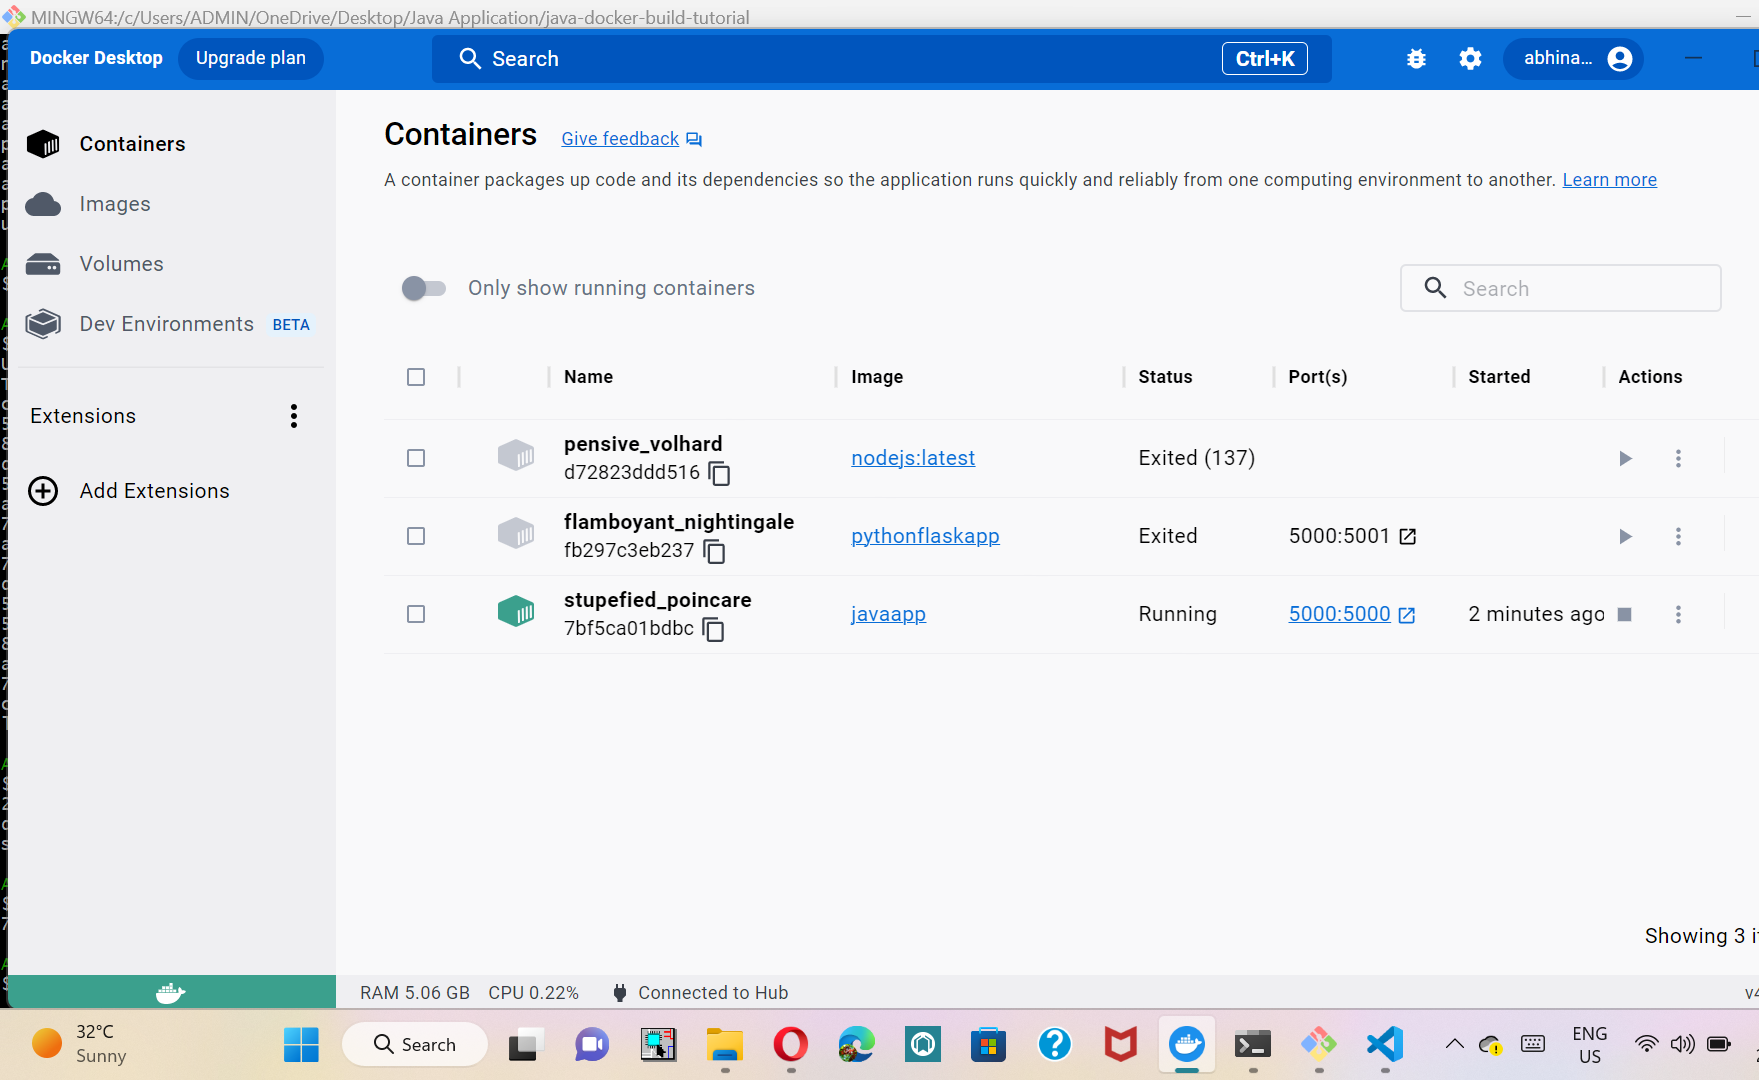 MINGW64:/c/Users/ADMIN/OneDrive/Desktop/Java Application/java-docker-build-tutorial
Docker Desktop Upgrade plan Search Ctrl+K abhina...
Containers
Images
Volumes
Dev Environments BETA
Extensions
Add Extensions
Containers Give feedback
A container packages up code and its dependencies so the application runs quickly and reliably from one computing environment to another. Learn more
Only show running containers Search
Name Image Status Port(s) Started Actions
pensive_volhard
d72823ddd516 nodejs:latest Exited (137)
flamboyant_nightingale
fb297c3eb237 pythonflaskapp Exited 5000:5001
stupefied_poincare
7bf5ca01bdbc javaapp Running 5000:5000 2 minutes ago
Showing 3
RAM 5.06 GB CPU 0.22% Connected to Hub
32°C
Sunny
Search
ENG
US